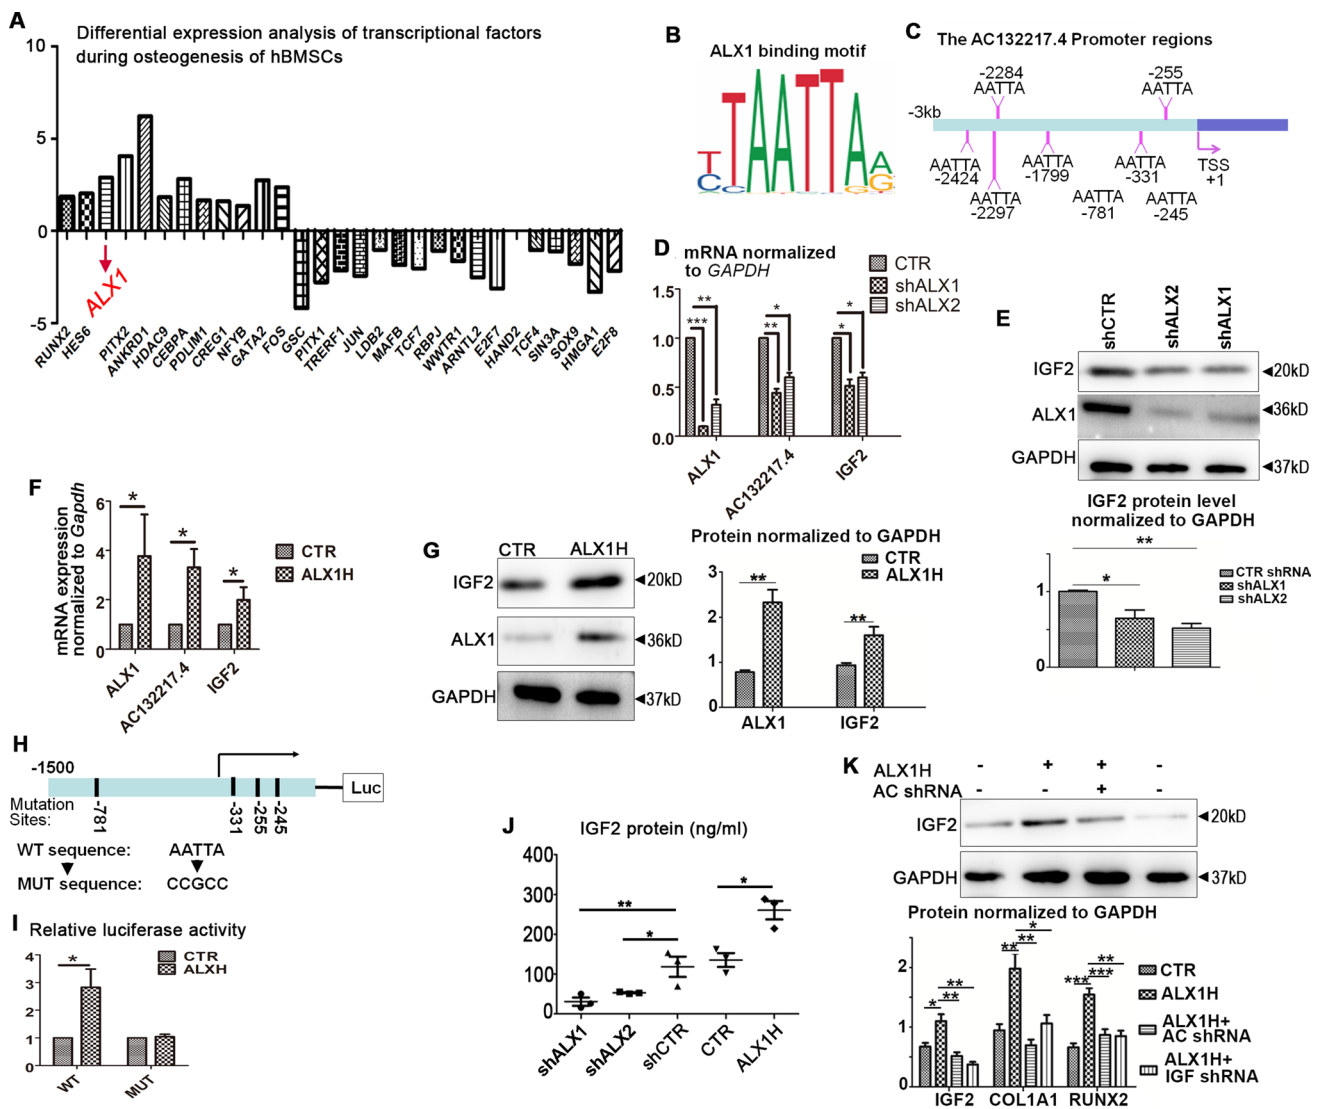 A
Differential expression analysis of transcriptional factors
during osteogenesis of hBMSCs
10
5
0
-5
ALX1
RUNX2
HES6
PITX2
ANKRD1
HDAC9
CEBPA
PDLIM1
CREG1
NFYB
GATA2
FOS
GSC
PITX1
TRERF1
JUN
LDB2
MAFB
TCF7
RBPJ
WWTR1
ARNTL2
E2F7
HAND2
TCF4
SIN3A
SOX9
HMGA1
E2F8
B
ALX1 binding motif
C
The AC132217.4 Promoter regions
-2284
AATTA
-255
AATTA
-3kb
AATTA
-2424
AATTA
-2297
AATTA
-1799
AATTA
-781
AATTA
-331
AATTA
-245
TSS
+1
D
mRNA normalized
to GAPDH
CTR
shALX1
shALX2
1.5
1.0
0.5
0.0
***
**
**
*
*
*
ALX1
AC132217.4
IGF2
E
shCTR
shALX2
shALX1
IGF2
20kD
ALX1
36kD
GAPDH
37kD
IGF2 protein level
normalized to GAPDH
**
*
1
0
CTR shRNA
shALX1
shALX2
F
mRNA expression
normalized to Gapdh
6
4
2
0
*
*
*
CTR
ALX1H
ALX1
AC132217.4
IGF2
G
CTR
ALX1H
IGF2
20kD
ALX1
36kD
GAPDH
37kD
Protein normalized to GAPDH
CTR
ALX1H
3
2
1
0
**
**
ALX1
IGF2
H
-1500
Luc
Mutation
Sites:
-781
-331
-255
-245
WT sequence:
AATTA
MUT sequence:
CCGCC
I
Relative luciferase activity
CTR
ALXH
4
3
2
1
0
*
WT
MUT
J
IGF2 protein (ng/ml)
400
300
200
100
0
**
*
*
shALX1
shALX2
shCTR
CTR
ALX1H
K
ALX1H
- + + -
AC shRNA
- - + -
IGF2
20kD
GAPDH
37kD
Protein normalized to GAPDH
2
1
0
*
**
**
**
**
*
***
***
**
CTR
ALX1H
ALX1H+
AC shRNA
ALX1H+
IGF shRNA
IGF2
COL1A1
RUNX2